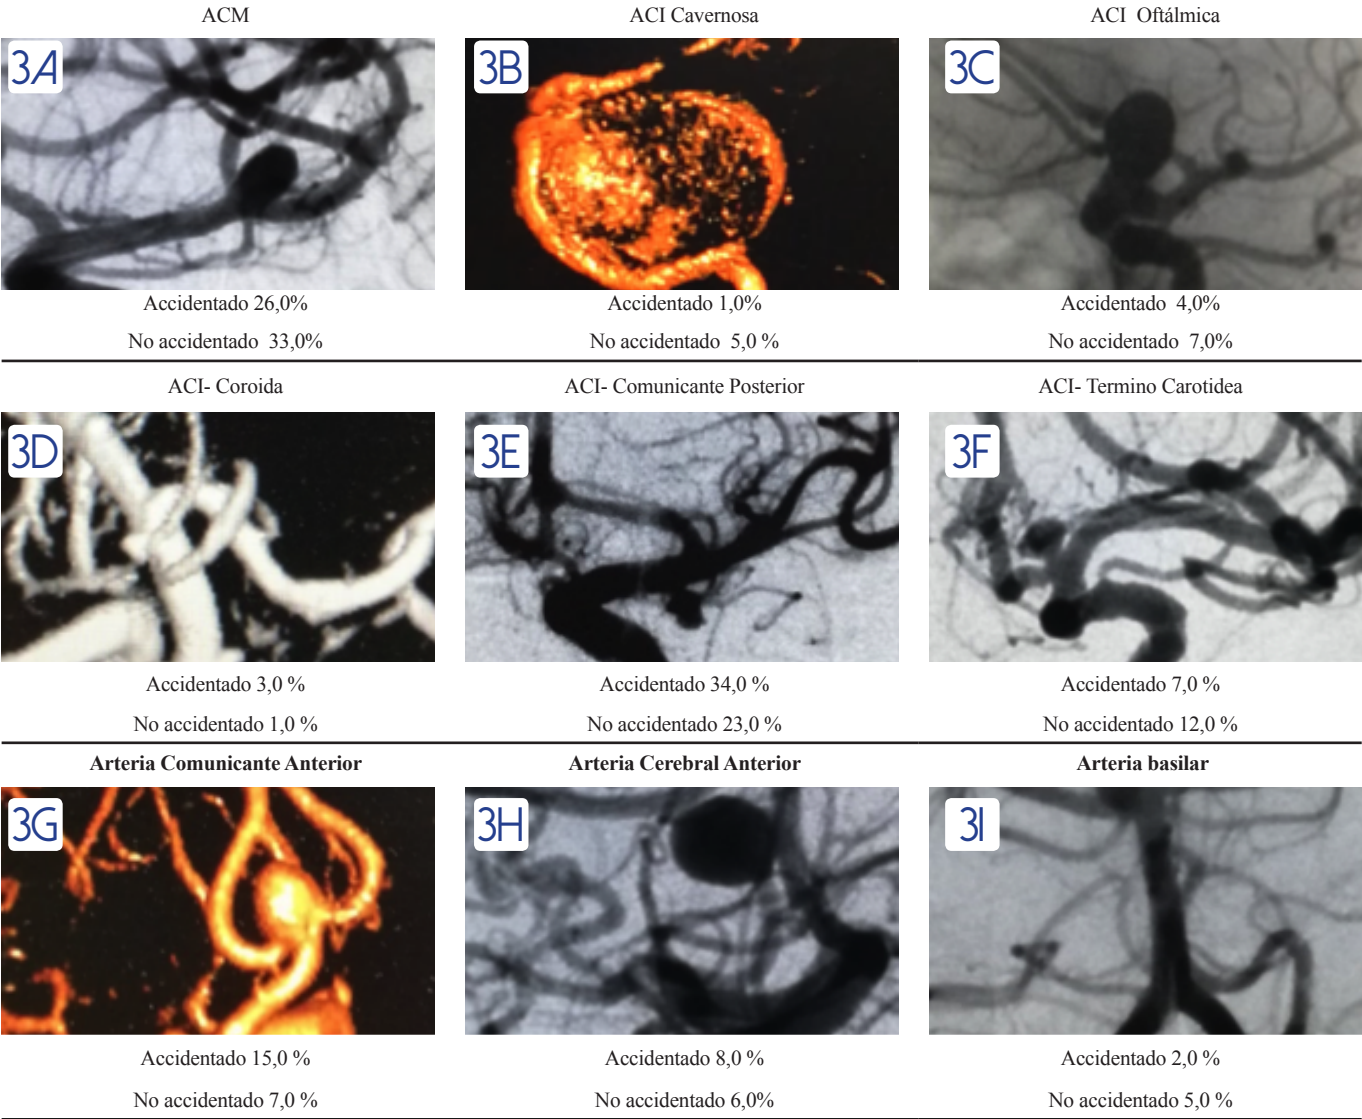 ACM
ACI Cavernosa
ACI Oftálmica
3A
3B
3C
Accidentado 26,0%
Accidentado 1,0%
Accidentado 4,0%
No accidentado 33,0%
No accidentado 5,0 %
No accidentado 7,0%
ACI- Coroida
ACI- Comunicante Posterior
ACI- Termino Carotidea
3D
3E
3F
Accidentado 3,0 %
Accidentado 34,0 %
Accidentado 7,0 %
No accidentado 1,0 %
No accidentado 23,0 %
No accidentado 12,0 %
Arteria Comunicante Anterior
Arteria Cerebral Anterior
Arteria basilar
3G
3H
3I
Accidentado 15,0 %
Accidentado 8,0 %
Accidentado 2,0 %
No accidentado 7,0 %
No accidentado 6,0%
No accidentado 5,0 %